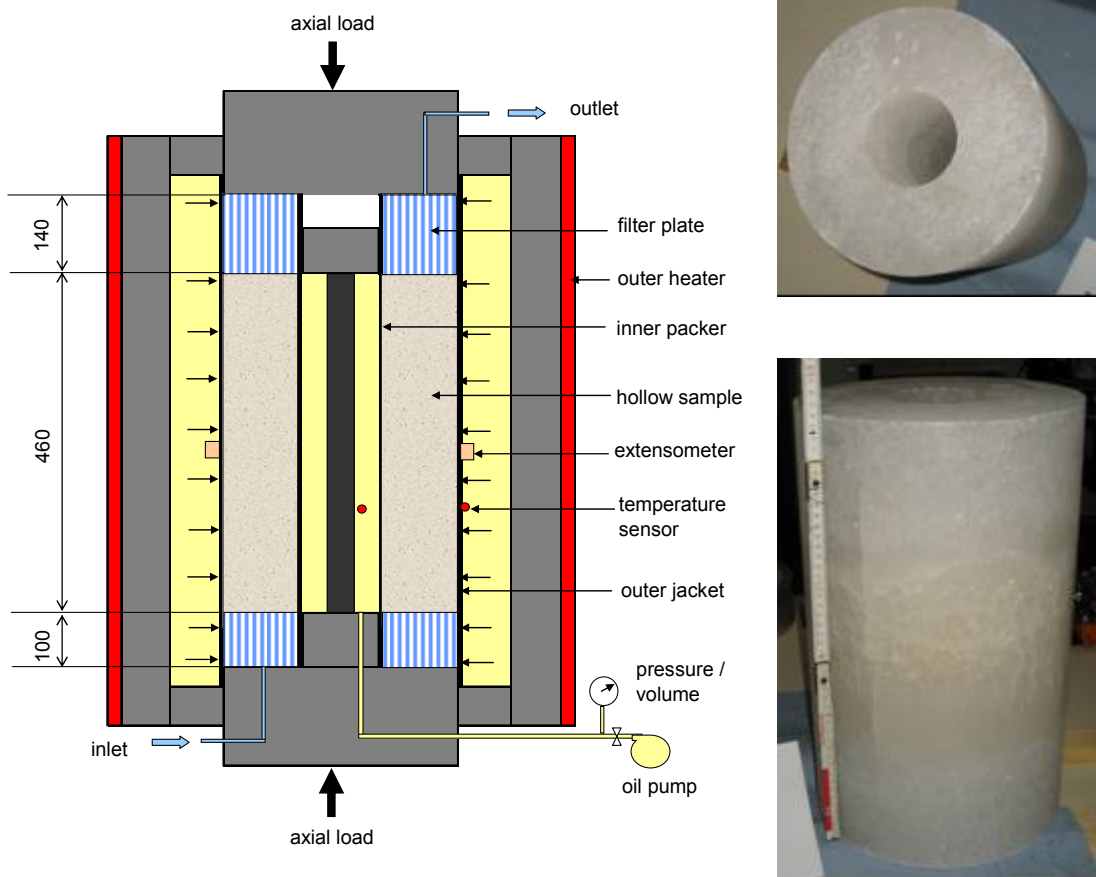 axial load
outlet
140
filter plate
outer heater
inner packer
hollow sample
460
extensometer
temperature
sensor
outer jacket
100
pressure /
volume
inlet
oil pump
axial load